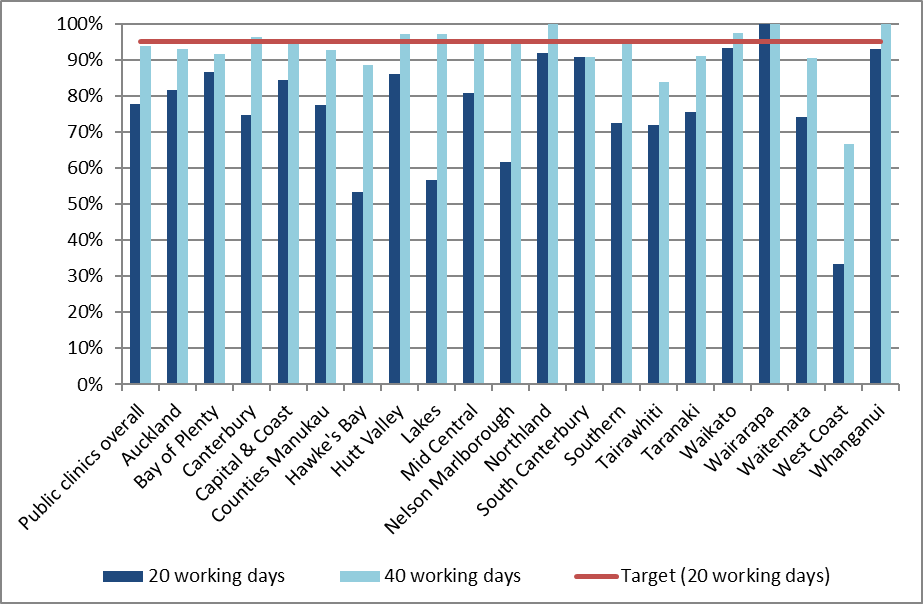 100%
90%
80%
70%
60%
50%
40%
30%
20%
10%
0%
Public clinics overall
Auckland
Bay of Plenty
Canterbury
Capital & Coast
Counties Manukau
Hawke's Bay
Hutt Valley
Lakes
Mid Central
Nelson Marlborough
Northland
South Canterbury
Southern
Tairawhiti
Taranaki
Waikato
Wairarapa
Waitemata
West Coast
Whanganui
20 working days
40 working days
Target (20 working days)